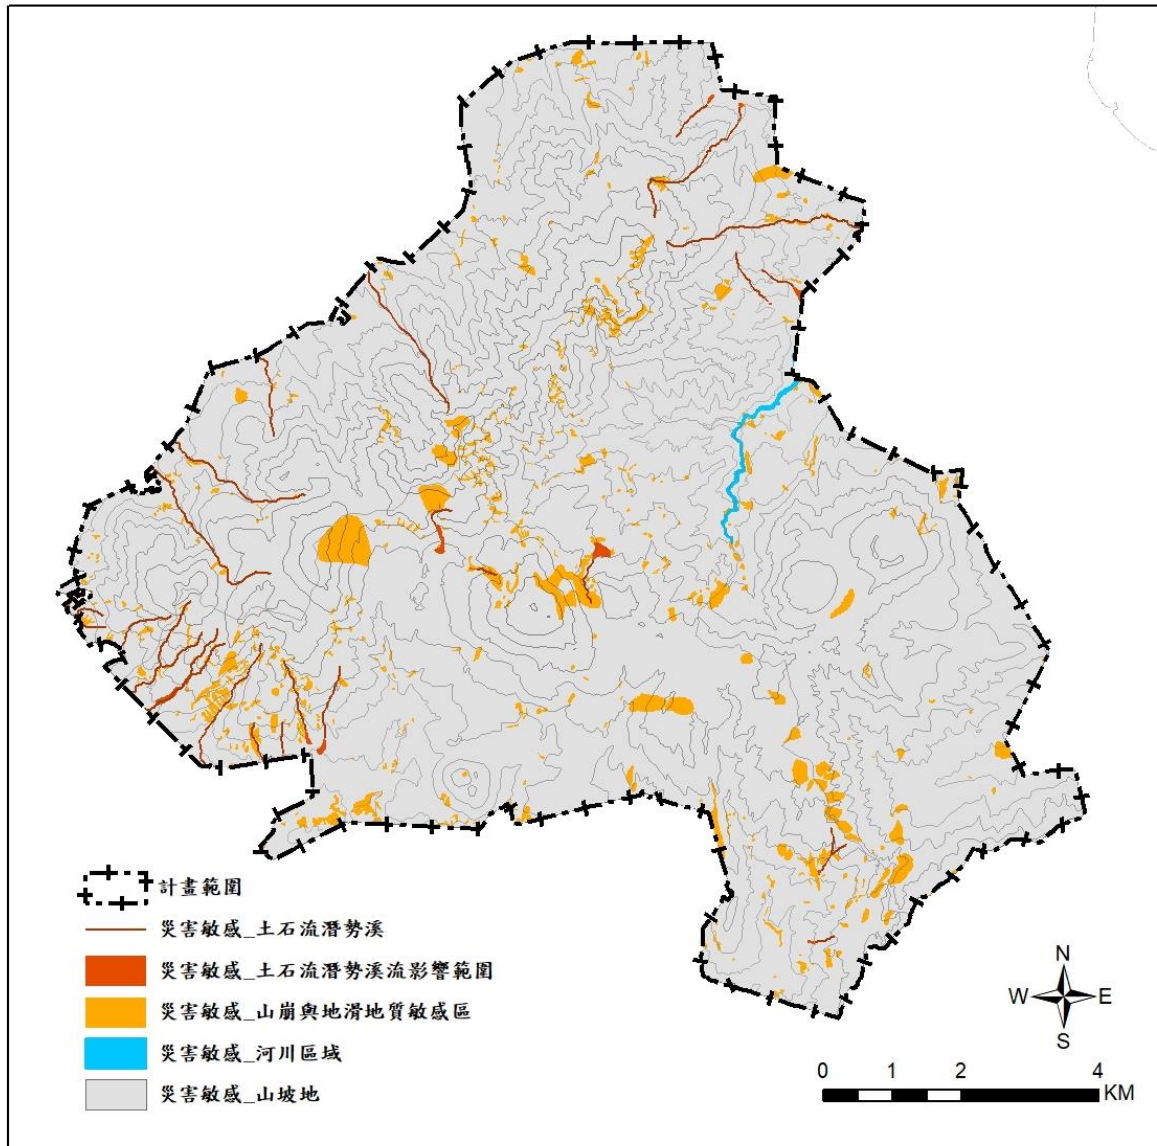 計畫範圍
災害敏感_土石流潛勢溪
災害敏感_土石流潛勢溪流影響範圍
災害敏感_山崩與地滑地質敏感區
災害敏感_河川區域
災害敏感_山坡地
N
W E
S
0 1 2 4
KM